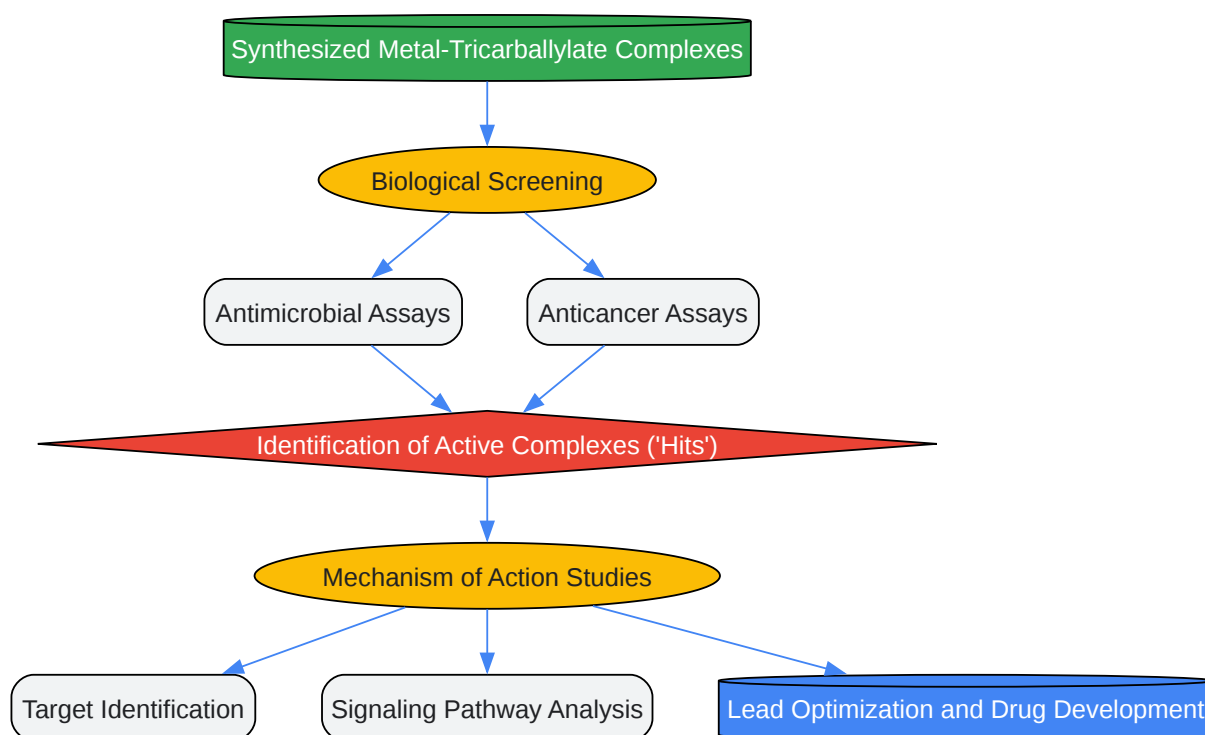 Synthesized Metal-Tricarballylate Complexes
Biological Screening
Antimicrobial Assays
Anticancer Assays
Identification of Active Complexes ('Hits')
Mechanism of Action Studies
Target Identification
Signaling Pathway Analysis
Lead Optimization and Drug Development